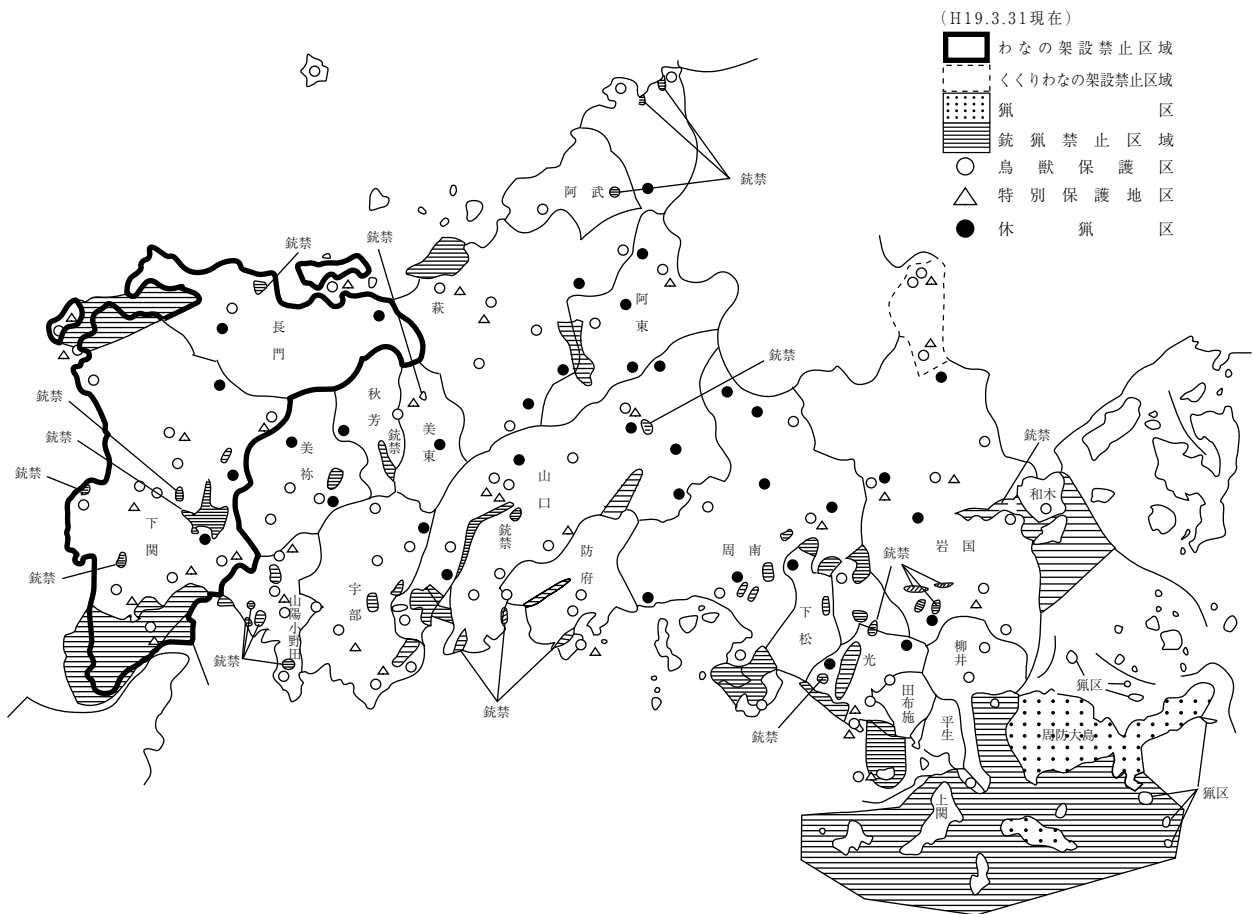 (H19.3.31現在)
わなの架設禁止区域
くくりわなの架設禁止区域
猟区
銃猟禁止区域
鳥獣保護区
特別保護地区
休猟区
銃禁
阿武
銃禁
銃禁
萩
阿東
長門
銃禁
銃禁
秋芳
銃禁
美東
美祢
銃禁
銃禁
銃禁
和木
山口
銃禁
下関
岩国
周南
防府
銃禁
銃禁
宇部
山陽小野田
下松
柳井
光
銃禁
猟区
田布施
平生
銃禁
銃禁
周防大島
猟区
上関